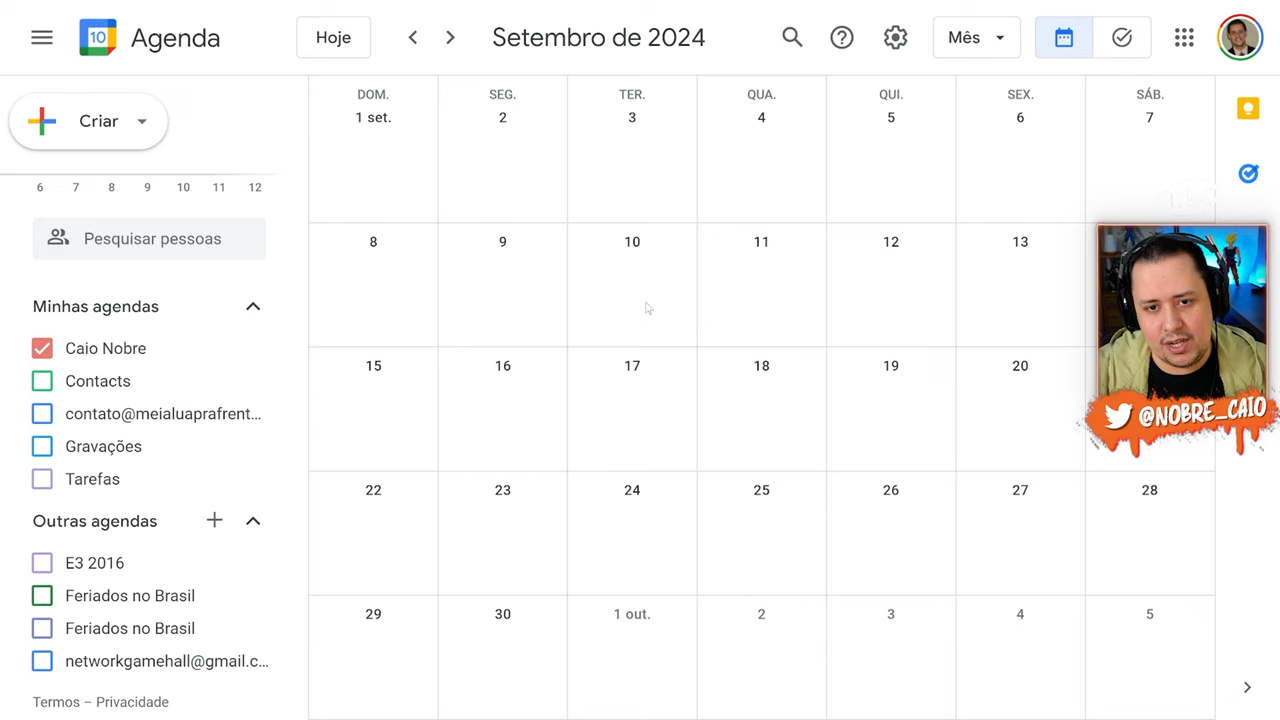 10 Agenda Hoje Setembro de 2024 Mês
Criar
6 7 8 9 10 11 12
Pesquisar pessoas
Minhas agendas
Caio Nobre
Contacts
contato@meialuaprafrent...
Gravações
Tarefas
Outras agendas
E3 2016
Feriados no Brasil
Feriados no Brasil
networkgamehall@gmail.c...
Termos – Privacidade
DOM. SEG. TER. QUA. QUI. SEX. SÁB.
1 set. 2 3 4 5 6 7
8 9 10 11 12 13
15 16 17 18 19 20
22 23 24 25 26 27 28
29 30 1 out. 2 3 4 5
@NOBRE_CAIO